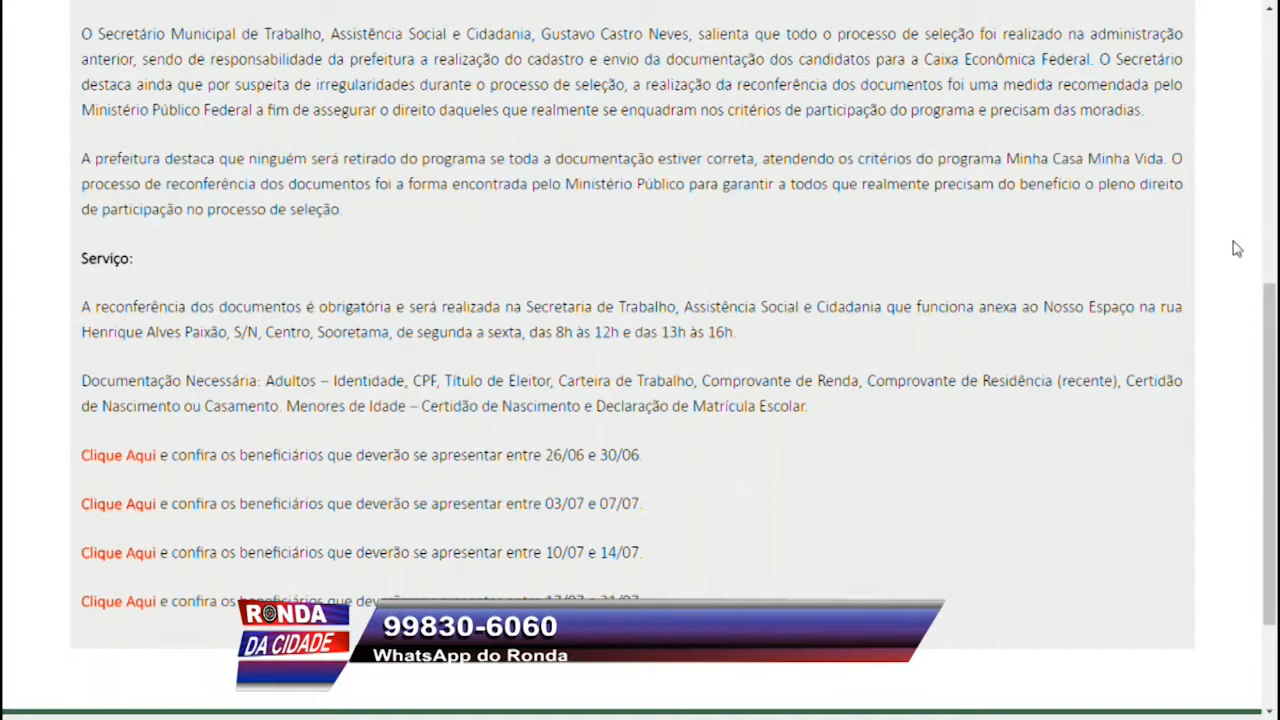 O Secretário Municipal de Trabalho, Assistência Social e Cidadania, Gustavo Castro Neves, salienta que todo o processo de seleção foi realizado na administração
anterior, sendo de responsabilidade da prefeitura a realização do cadastro e envio da documentação dos candidatos para a Caixa Econômica Federal. O Secretário
destaca ainda que por suspeita de irregularidades durante o processo de seleção, a realização da reconferência dos documentos foi uma medida recomendada pelo
Ministério Público Federal a fim de assegurar o direito daqueles que realmente se enquadram nos critérios de participação do programa e precisam das moradias.
A prefeitura destaca que ninguém será retirado do programa se toda a documentação estiver correta, atendendo os critérios do programa Minha Casa Minha Vida. O
processo de reconferência dos documentos foi a forma encontrada pelo Ministério Público para garantir a todos que realmente precisam do beneficio o pleno direito
de participação no processo de seleção.
Serviço:
A reconferência dos documentos é obrigatória e será realizada na Secretaria de Trabalho, Assistência Social e Cidadania que funciona anexa ao Nosso Espaço na rua
Henrique Alves Paixão, S/N, Centro, Sooretama, de segunda a sexta, das 8h às 12h e das 13h às 16h.
Documentação Necessária: Adultos – Identidade, CPF, Título de Eleitor, Carteira de Trabalho, Comprovante de Renda, Comprovante de Residência (recente), Certidão
de Nascimento ou Casamento. Menores de Idade – Certidão de Nascimento e Declaração de Matrícula Escolar.
Clique Aqui e confira os beneficiários que deverão se apresentar entre 26/06 e 30/06.
Clique Aqui e confira os beneficiários que deverão se apresentar entre 03/07 e 07/07.
Clique Aqui e confira os beneficiários que deverão se apresentar entre 10/07 e 14/07.
Clique Aqui e confira os
RONDA
DA CIDADE
99830-6060
WhatsApp do Ronda